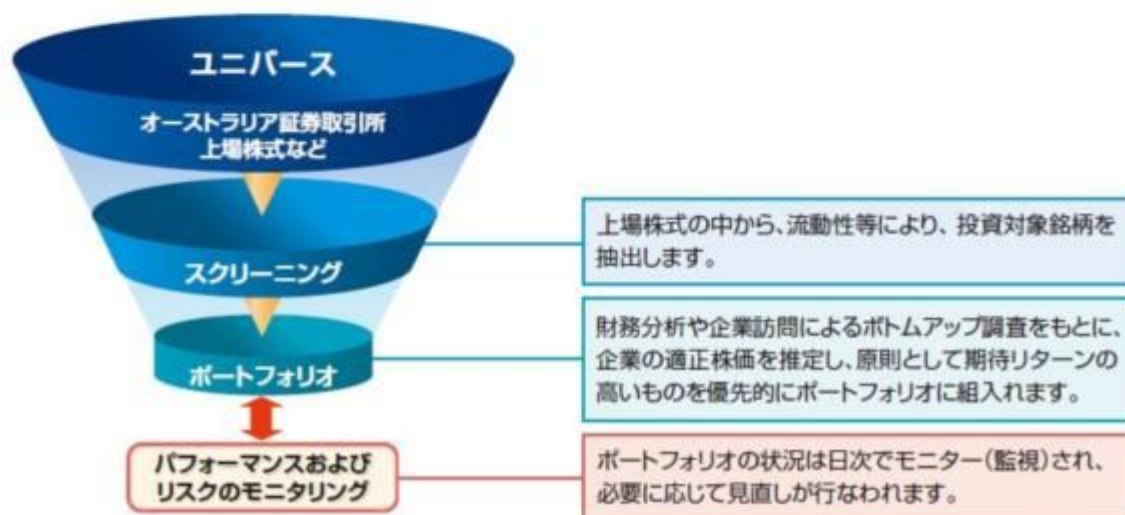 ユニバース
オーストラリア証券取引所
上場株式など
スクリーニング
上場株式の中から、流動性等により、投資対象銘柄を
抽出します。
ポートフォリオ
財務分析や企業訪問によるボトムアップ調査をもとに、
企業の適正株価を推定し、原則として期待リターンの
高いものを優先的にポートフォリオに組入れます。
パフォーマンスおよび
リスクのモニタリング
ポートフォリオの状況は日次でモニター(監視)され、
必要に応じて見直しが行なわれます。